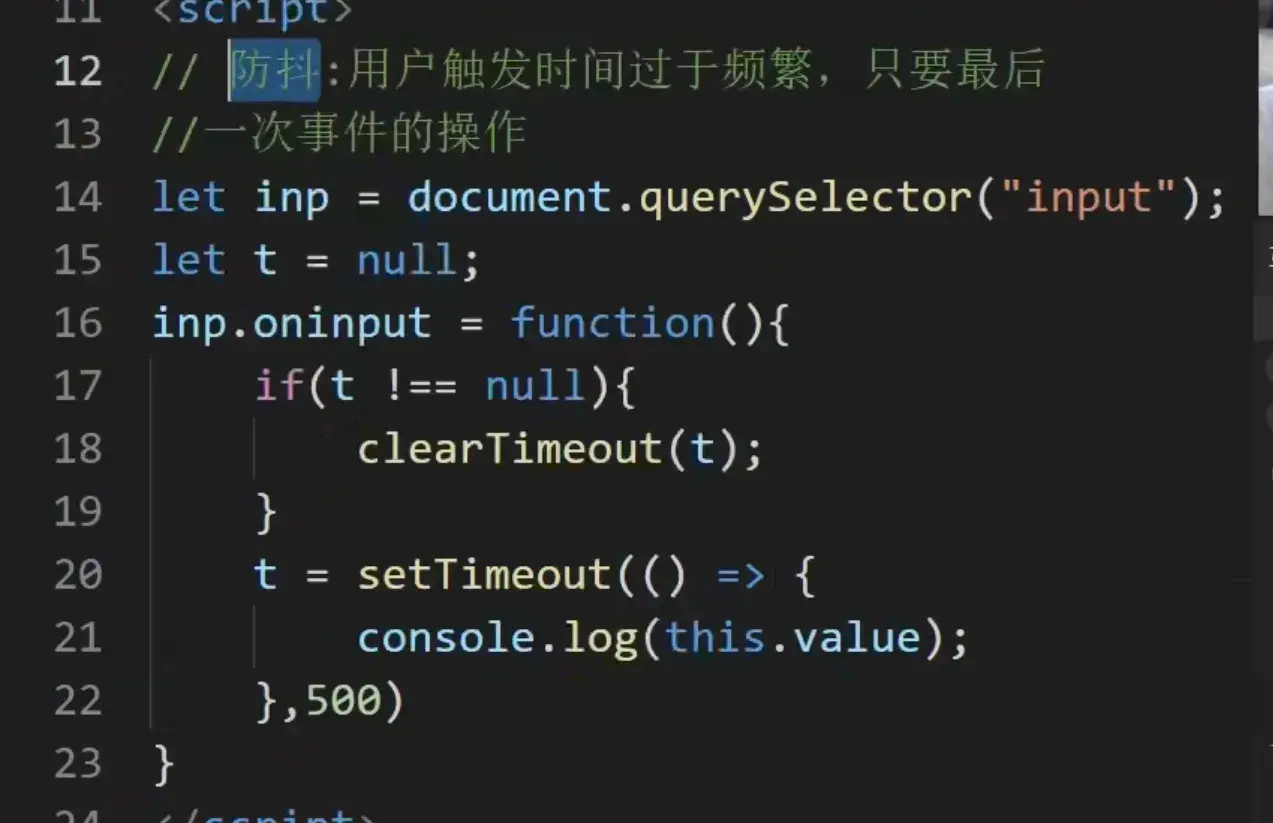 11 <script>
12 // 防抖:用户触发时间过于频繁，只要最后
13 //一次事件的操作
14 let inp = document.querySelector("input");
15 let t = null;
16 inp.oninput = function(){
17 if(t !== null){
18 clearTimeout(t);
19 }
20 t = setTimeout(() => {
21 console.log(this.value);
22 },500)
23 }
24 </script>